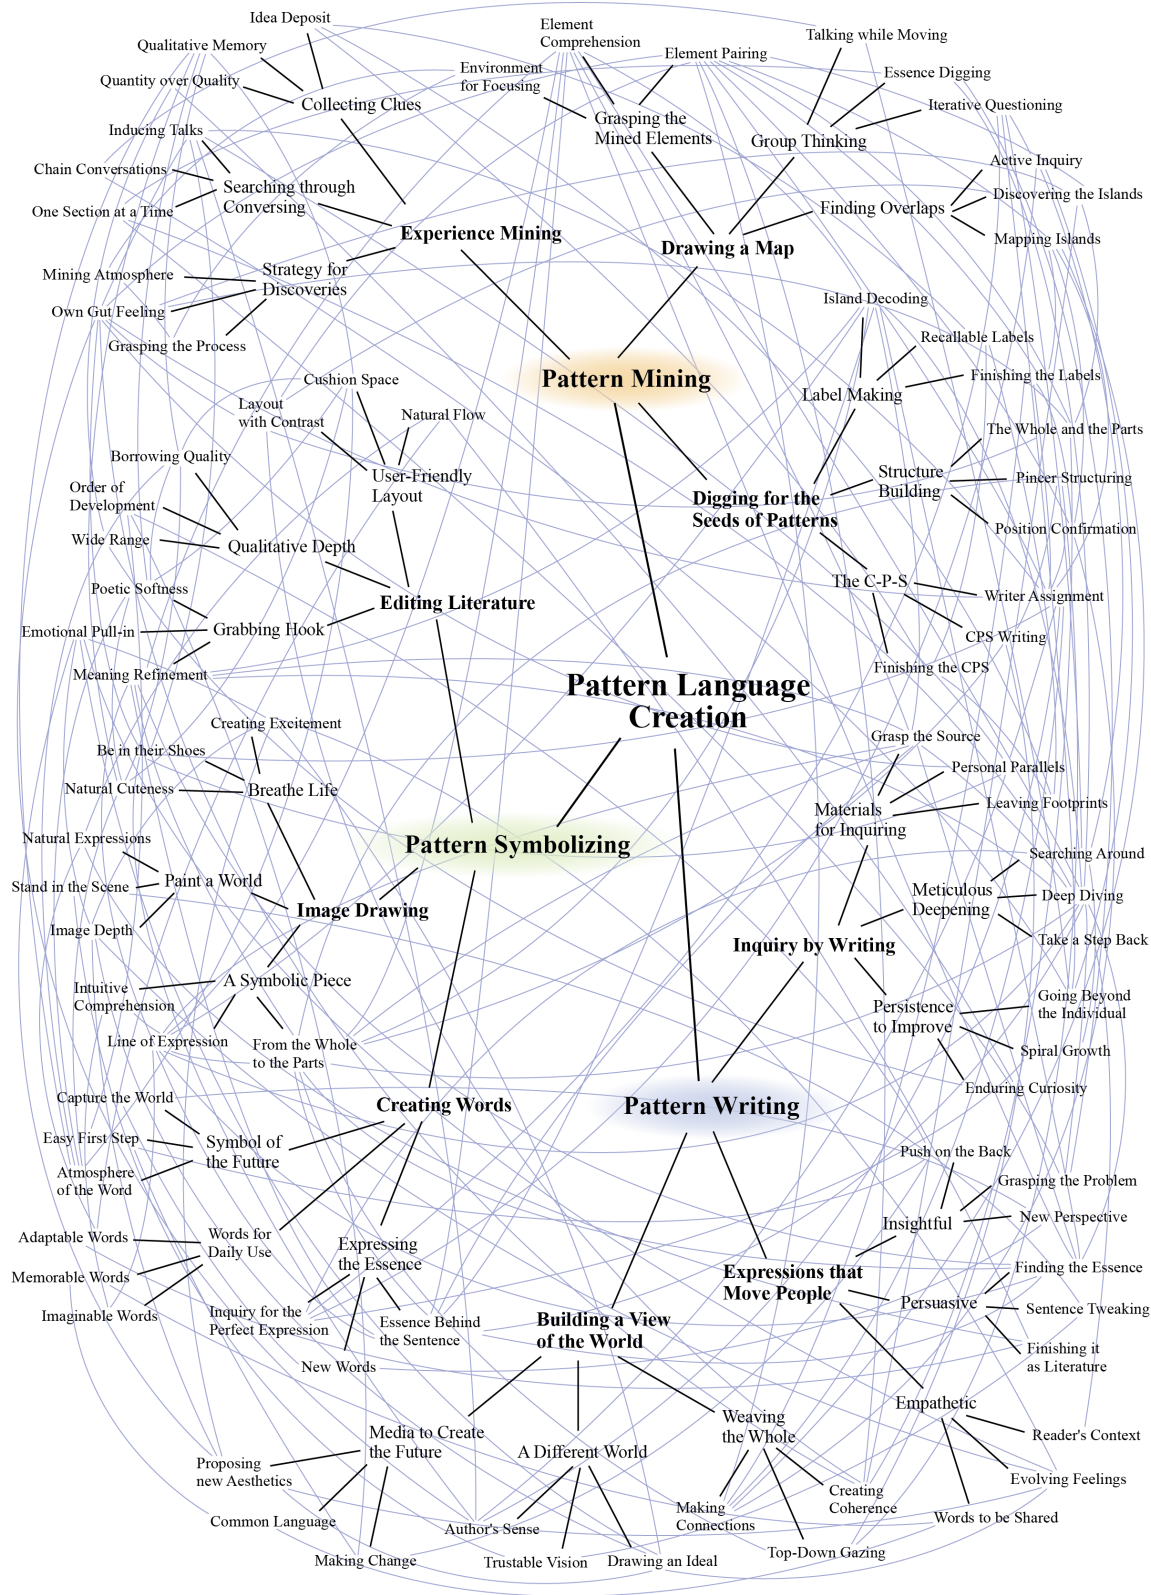 Idea Deposit
Qualitative Memory
Quantity over Quality
Collecting Clues
Inducing Talks
Chain Conversations
One Section at a Time
Searching through
Conversing
Experience Mining
Mining Atmosphere
Own Gut Feeling
Grasping the Process
Strategy for
Discoveries
Element
Comprehension
Environment
for Focusing
Element Pairing
Grasping the
Mined Elements
Talking while Moving
Essence Digging
Iterative Questioning
Group Thinking
Active Inquiry
Discovering the Islands
Mapping Islands
Finding Overlaps
Drawing a Map
Pattern Mining
Island Decoding
Recallable Labels
Finishing the Labels
Label Making
The Whole and the Parts
Pincer Structuring
Position Confirmation
Structure
Building
Digging for the
Seeds of Patterns
The C-P-S
Writer Assignment
CPS Writing
Finishing the CPS
Cushion Space
Layout
with Contrast
Natural Flow
User-Friendly
Layout
Borrowing Quality
Order of
Development
Wide Range
Qualitative Depth
Poetic Softness
Emotional Pull-in
Meaning Refinement
Grabbing Hook
Editing Literature
Pattern Language
Creation
Creating Excitement
Be in their Shoes
Natural Cuteness
Breathe Life
Natural Expressions
Stand in the Scene
Image Depth
Paint a World
Pattern Symbolizing
Image Drawing
A Symbolic Piece
Intuitive
Comprehension
Line of Expression
From the Whole
to the Parts
Grasp the Source
Personal Parallels
Leaving Footprints
Materials
for Inquiring
Searching Around
Deep Diving
Take a Step Back
Meticulous
Deepening
Inquiry by Writing
Persistence
to Improve
Going Beyond
the Individual
Spiral Growth
Enduring Curiosity
Creating Words
Pattern Writing
Capture the World
Easy First Step
Atmosphere
of the Word
Symbol of
the Future
Adaptable Words
Memorable Words
Imaginable Words
Words for
Daily Use
Expressing
the Essence
Inquiry for the
Perfect Expression
Essence Behind
the Sentence
New Words
Push on the Back
Grasping the Problem
New Perspective
Insightful
Expressions that
Move People
Finding the Essence
Sentence Tweaking
Finishing it
as Literature
Persuasive
Building a View
of the World
Empathetic
Reader's Context
Evolving Feelings
Words to be Shared
Media to Create
the Future
Proposing
new Aesthetics
Common Language
Making Change
A Different World
Author's Sense
Trustable Vision
Drawing an Ideal
Weaving
the Whole
Making
Connections
Creating
Coherence
Top-Down Gazing